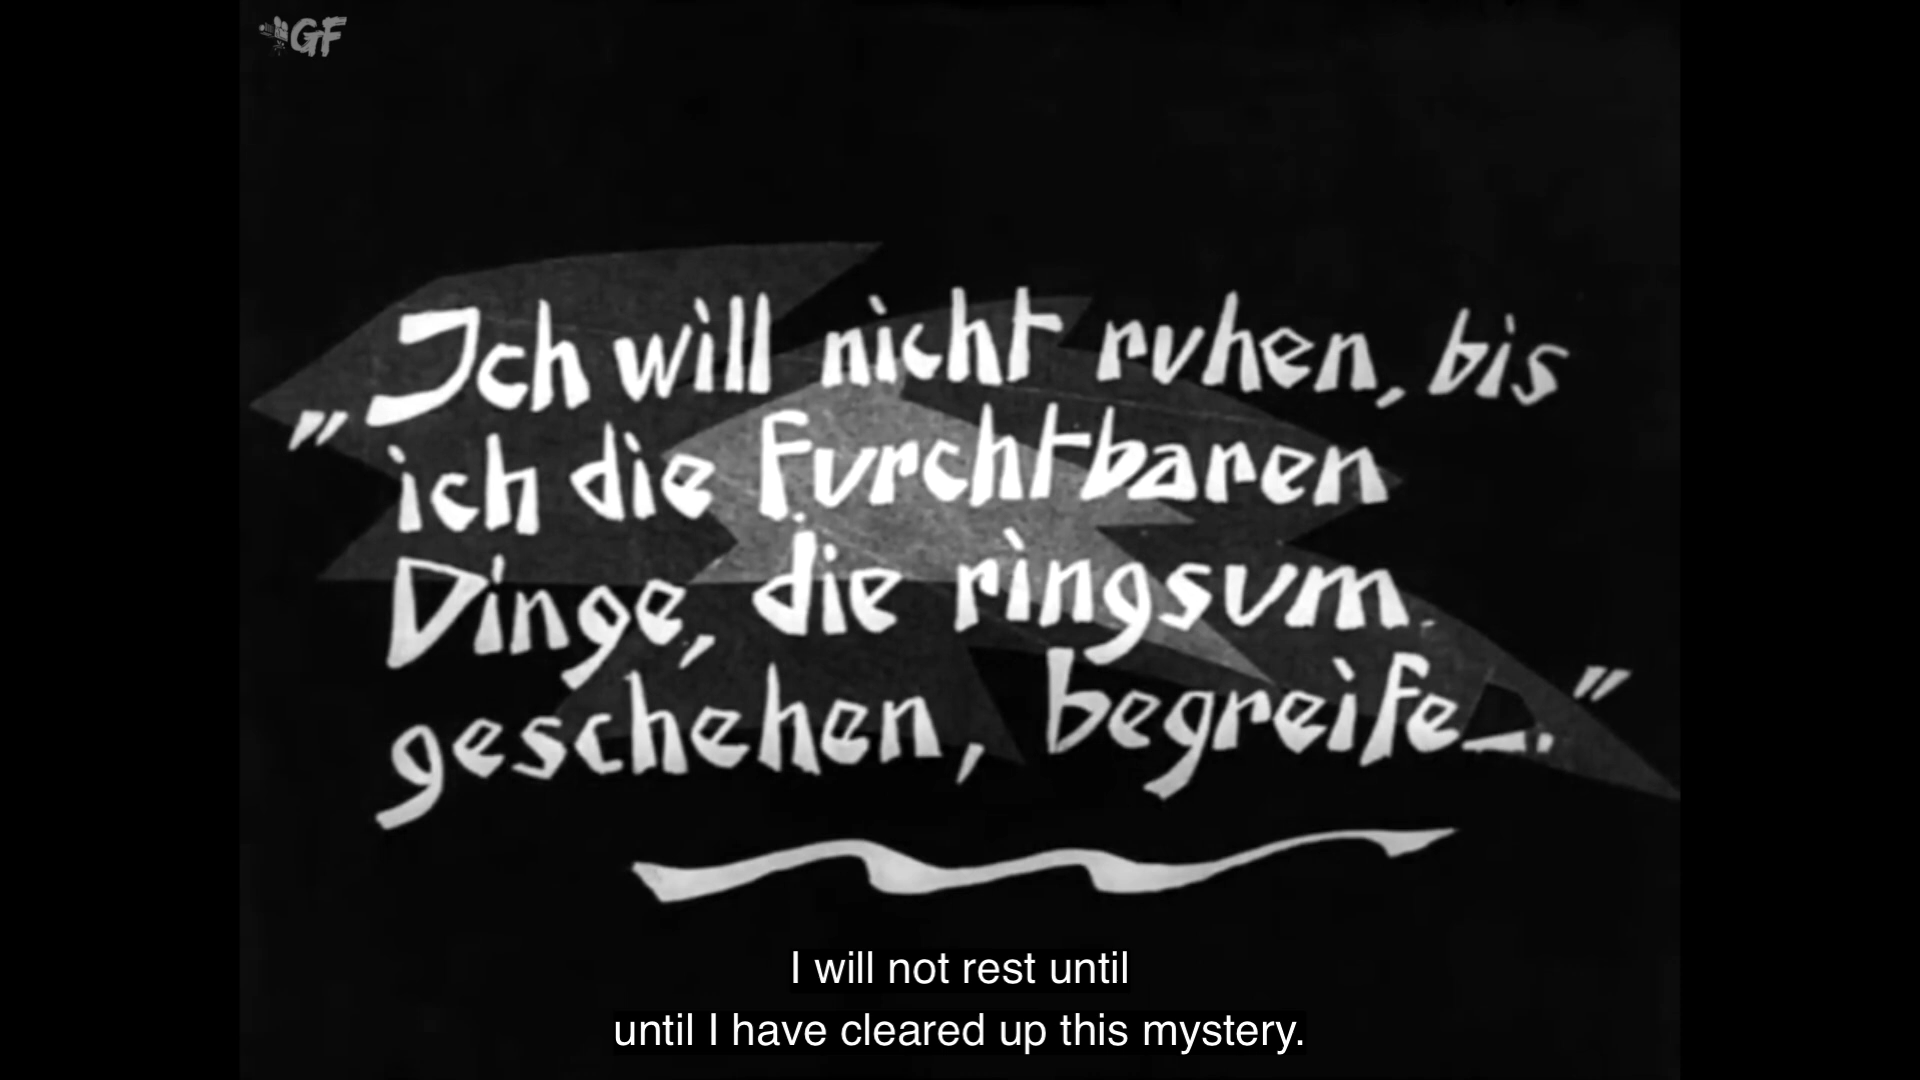 GF
„Ich will nicht ruhen, bis
ich die furchtbaren
Dinge, die ringsum
geschehen, begreife—."
I will not rest until
until I have cleared up this mystery.